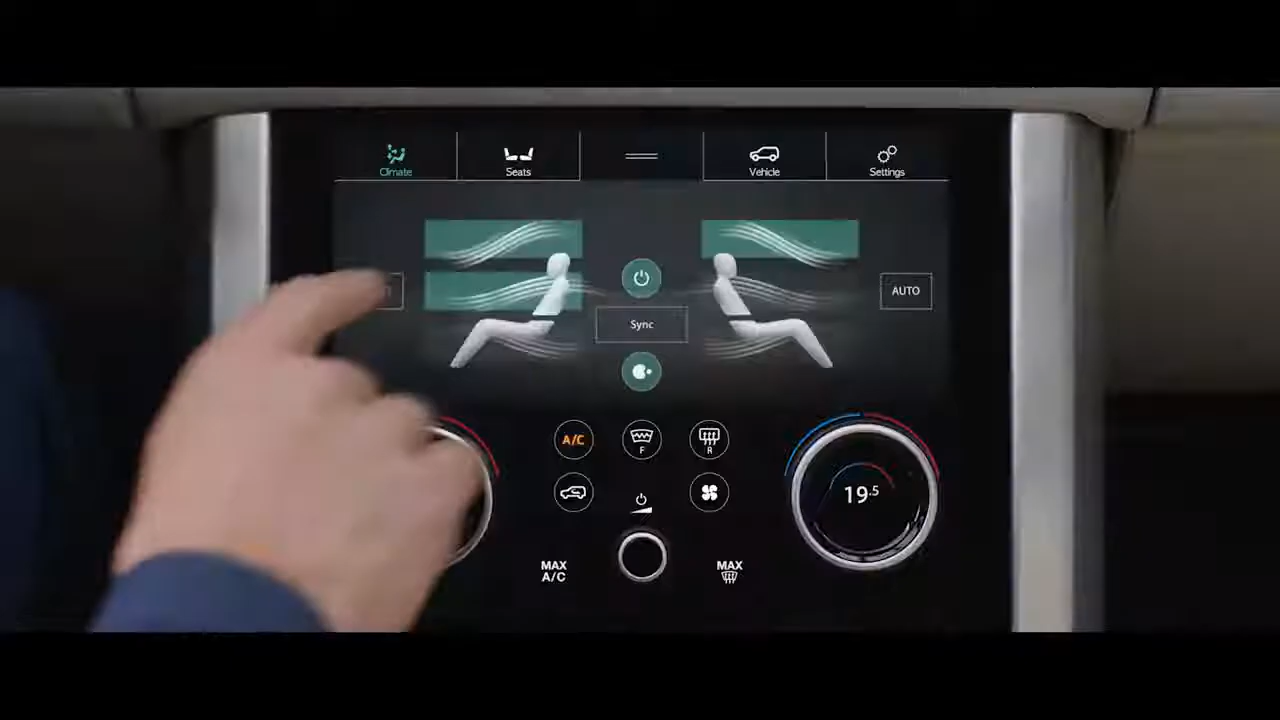 Climate
Seats
Vehicle
Settings
AUTO
Sync
A/C
F
R
19.5
MAX
A/C
MAX